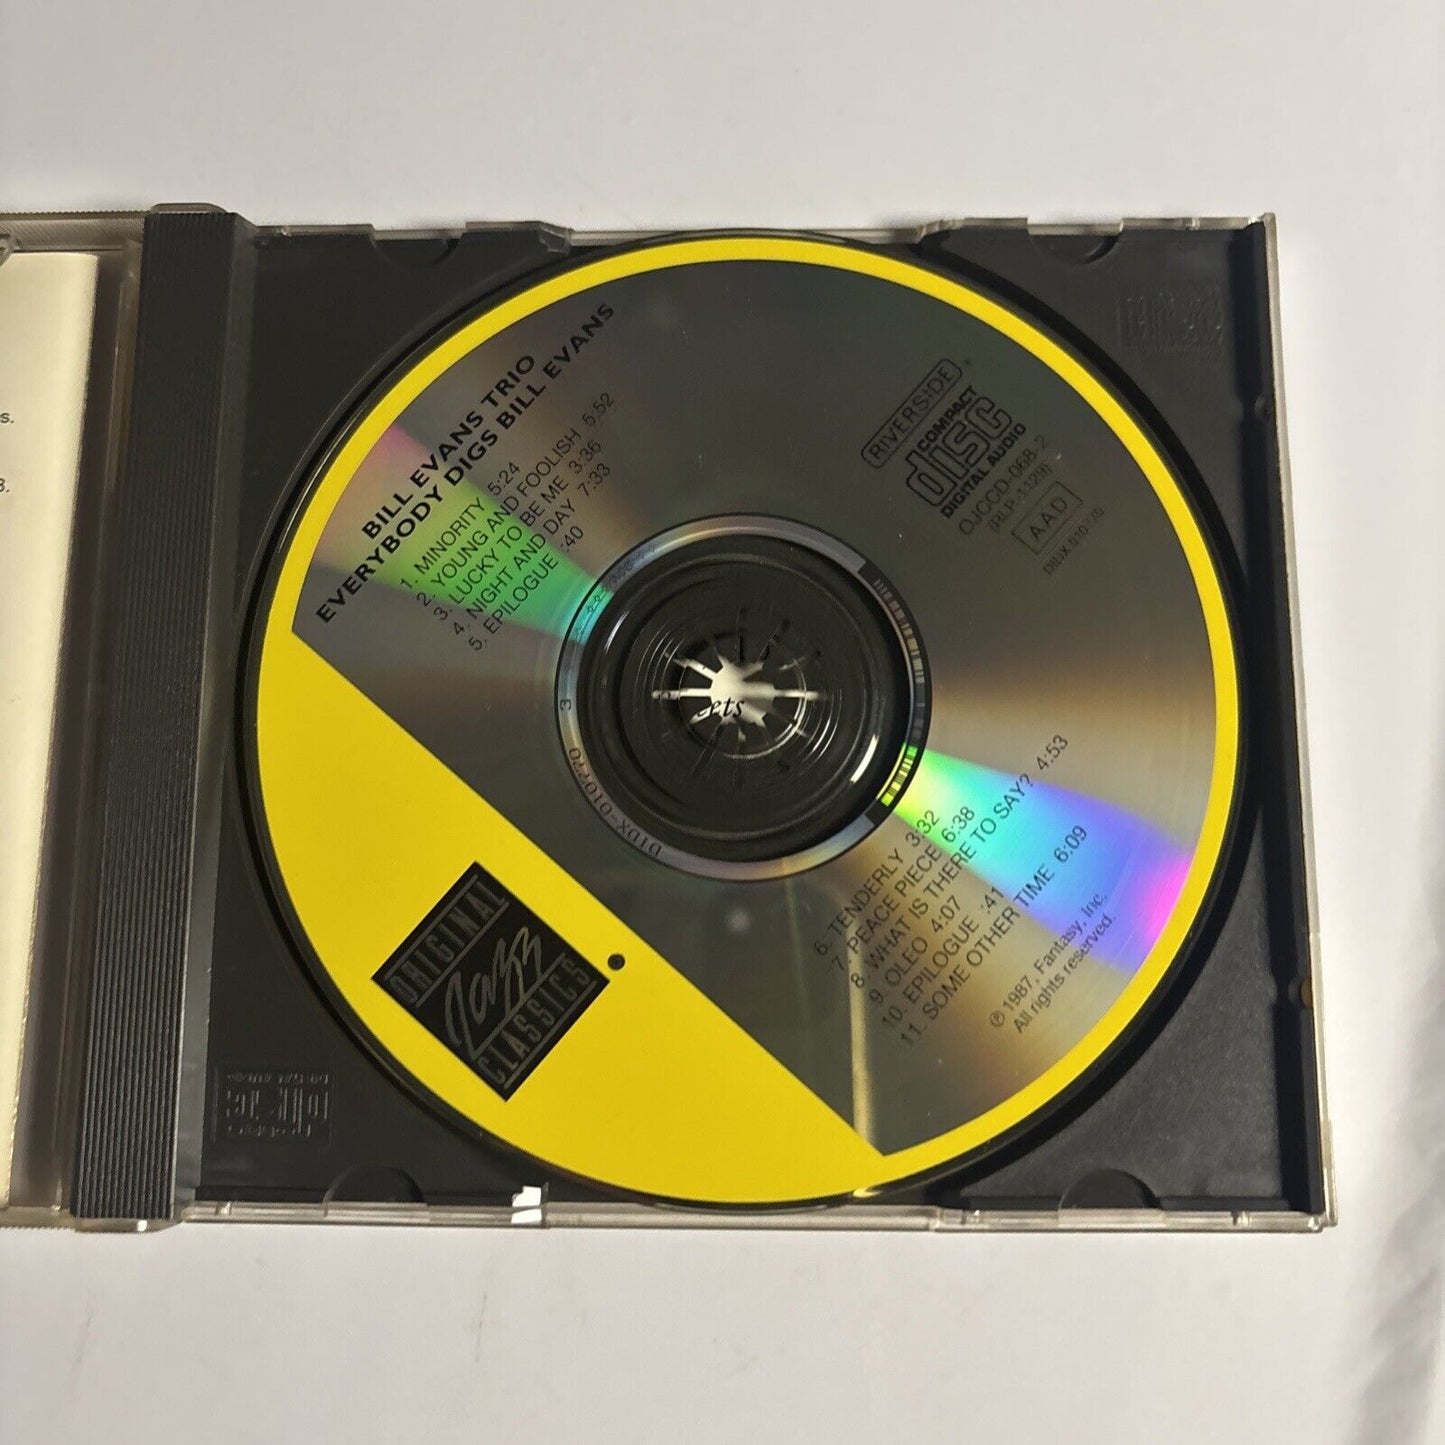 BILL EVANS TRIO
EVERYBODY DIGS BILL EVANS
1. MINORITY 5:24
2. YOUNG AND FOOLISH 5:52
3. LUCKY TO BE ME 3:36
4. NIGHT AND DAY 7:33
5. EPILOGUE :40
RIVERSIDE
COMPACT
disc
DIGITAL AUDIO
OJCCD-068-2
(RLP-1129)
AAD
6. TENDERLY 3:32
7. PEACE PIECE 6:38
8 WHAT IS THERE TO SAY? 4:53
9 OLEO 4:07
10. EPILOGUE :41
11. SOME OTHER TIME 6:09
℗ 1987, Fantasy, Inc.
All rights reserved
ORIGINAL
Jazz
CLASSICS
3
ets
s.